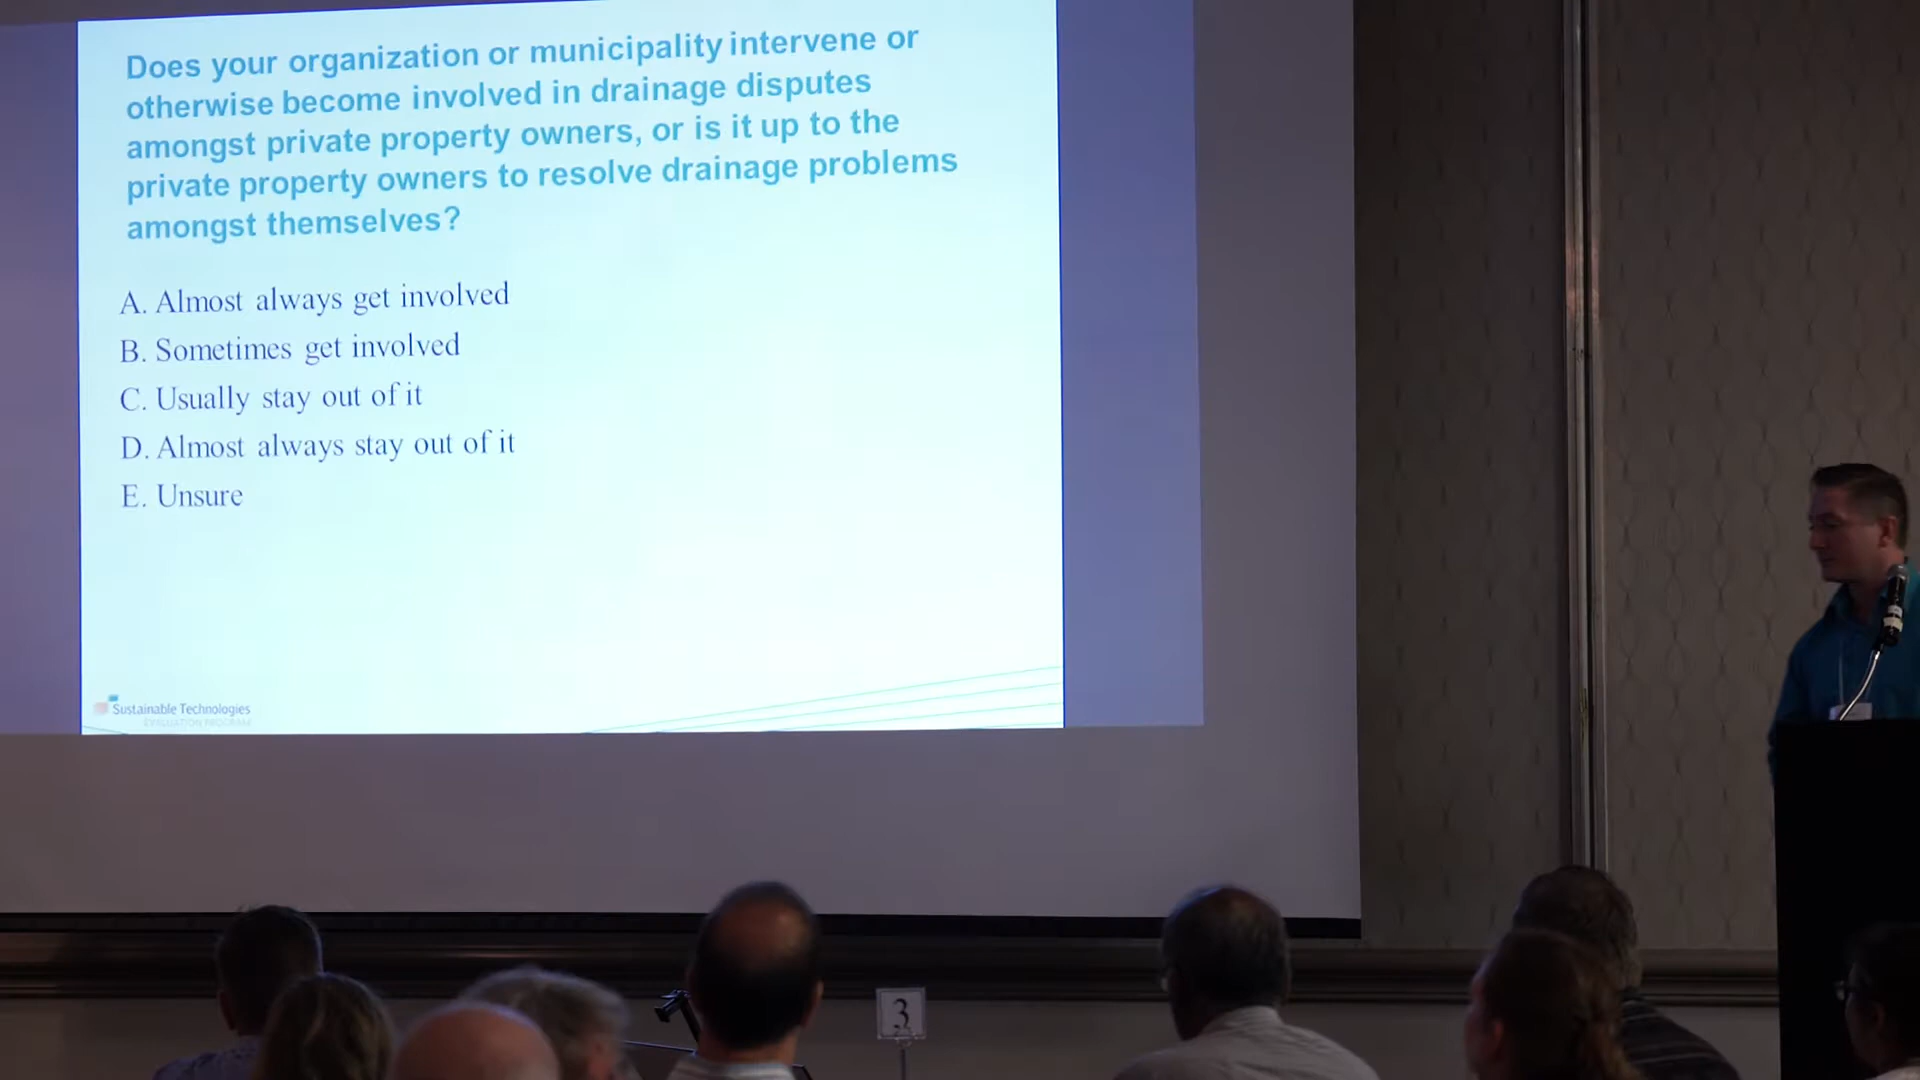 Does your organization or municipality intervene or
otherwise become involved in drainage disputes
amongst private property owners, or is it up to the
private property owners to resolve drainage problems
amongst themselves?
A. Almost always get involved
B. Sometimes get involved
C. Usually stay out of it
D. Almost always stay out of it
E. Unsure
Sustainable Technologies
EVALUATION PROGRAM
3